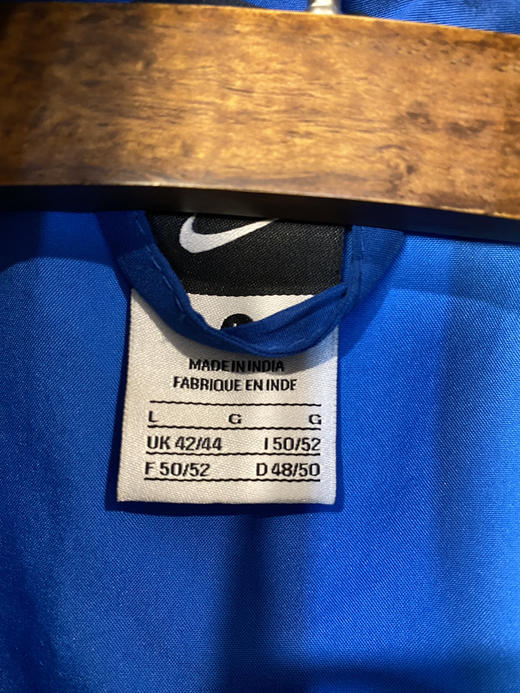 MADE IN INDIA
FABRIQUE EN INDE
L G G
UK 42/44 I 50/52
F 50/52 D 48/50